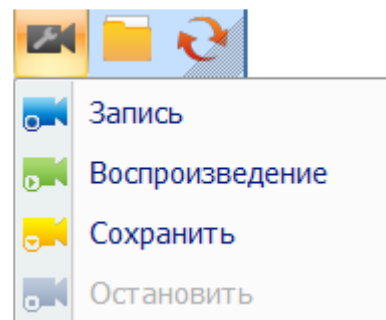 Запись
Воспроизведение
Сохранить
Остановить